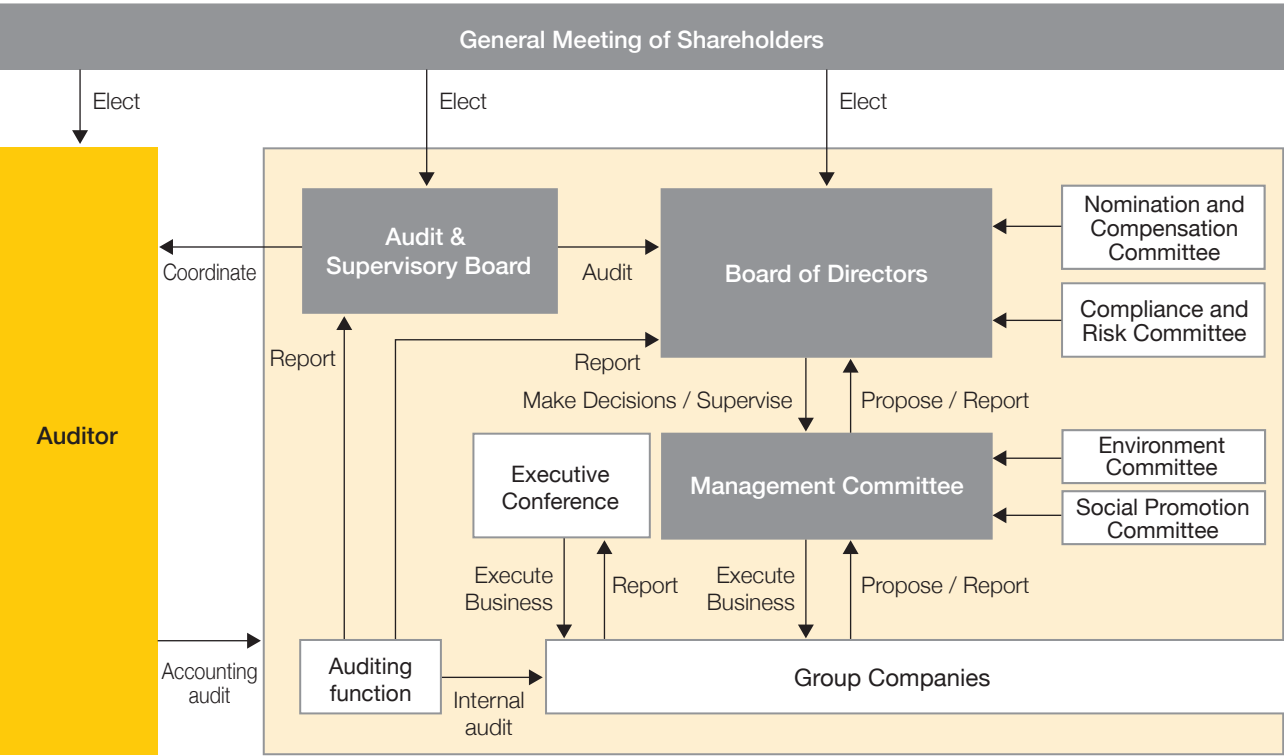 General Meeting of Shareholders
Elect
Elect
Elect
Audit &
Supervisory Board
Board of Directors
Nomination and
Compensation
Committee
Coordinate
Audit
Compliance and
Risk Committee
Report
Report
Make Decisions / Supervise
Propose / Report
Auditor
Executive
Conference
Management Committee
Environment
Committee
Social Promotion
Committee
Execute
Business
Report
Execute
Business
Propose / Report
Accounting
audit
Auditing
function
Internal
audit
Group Companies